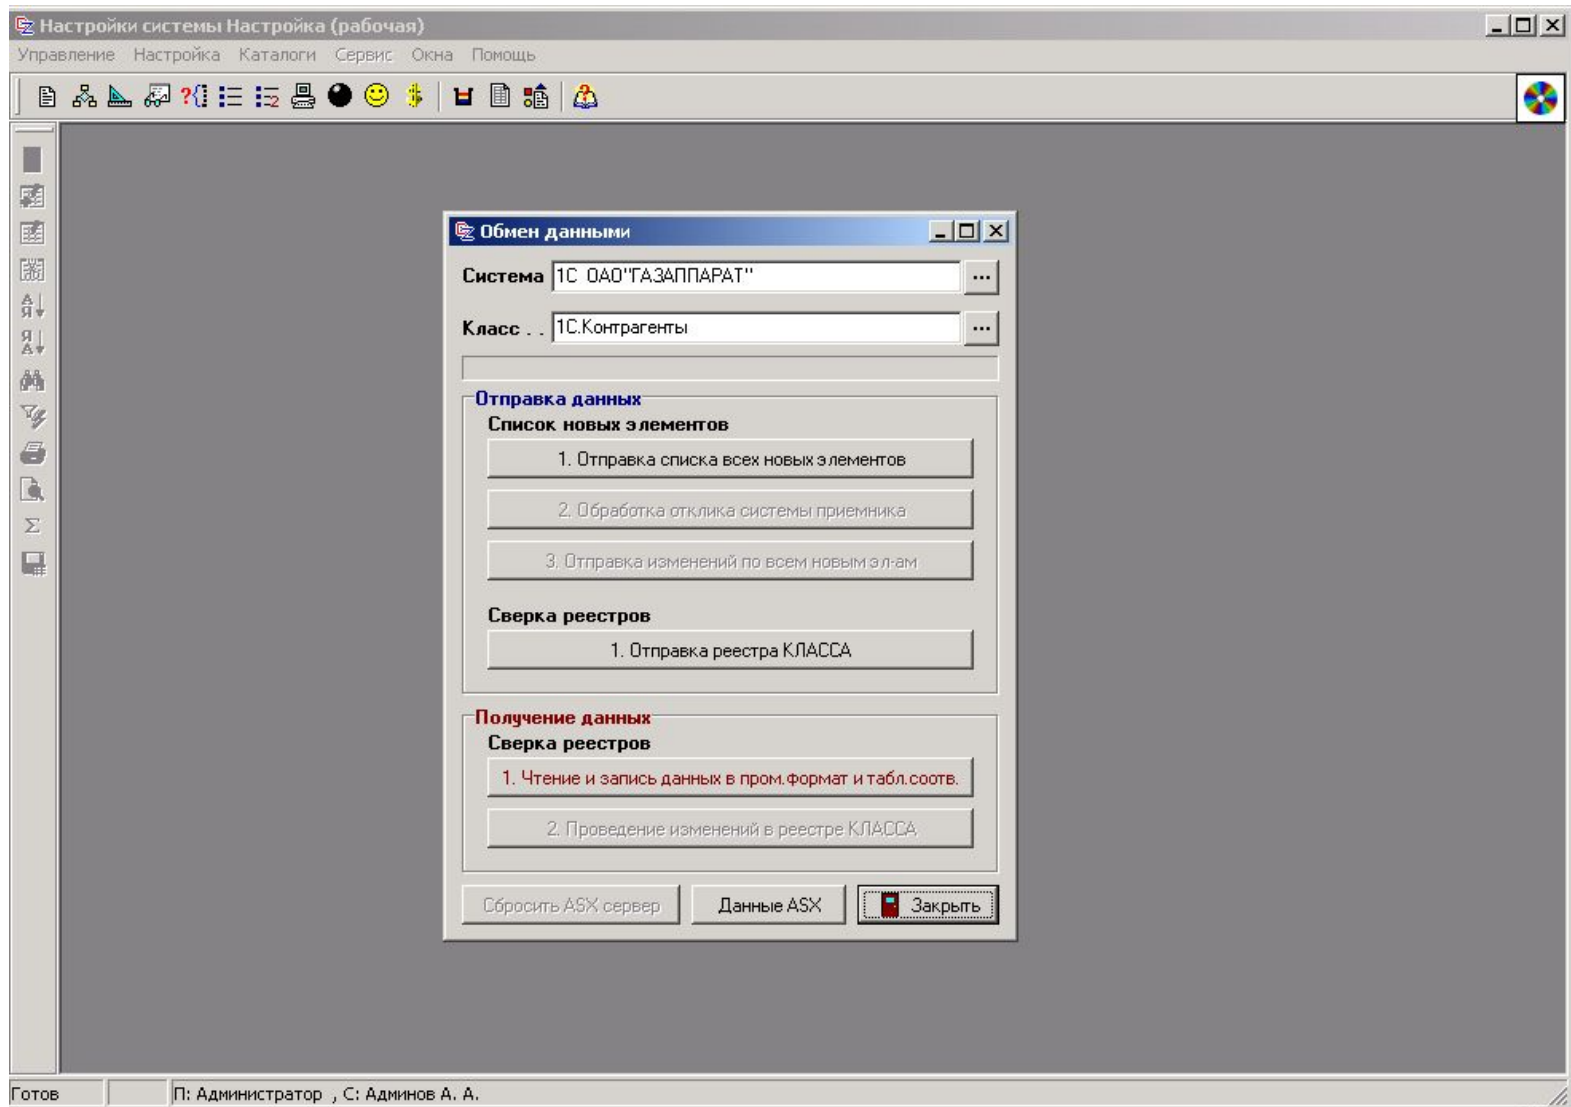 Настройки системы Настройка (рабочая)
Управление Настройка Каталоги Сервис Окна Помощь
Обмен данными
Система 1С ОАО"ГАЗАППАРАТ" ...
Класс . . 1С.Контрагенты ...
Отправка данных
Список новых элементов
1. Отправка списка всех новых элементов
2. Обработка отклика системы приемника
3. Отправка изменений по всем новым эл-ам
Сверка реестров
1. Отправка реестра КЛАССА
Получение данных
Сверка реестров
1. Чтение и запись данных в пром.формат и табл.соотв.
2. Проведение изменений в реестре КЛАССА
Сбросить ASX сервер Данные ASX Закрыть
Готов П: Администратор , С: Админов А. А.